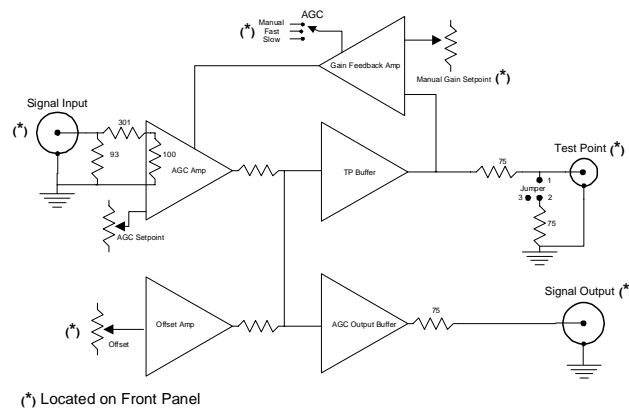 AGC
Manual
(*) Fast
Slow
Gain Feedback Amp
Manual Gain Setpoint (*)
Signal Input
(*)
301
93
100
AGC Amp
AGC Setpoint
TP Buffer
75
Test Point (*)
1
Jumper
3 2
75
Signal Output (*
(*)
Offset
Offset Amp
AGC Output Buffer
75
(*) Located on Front Panel